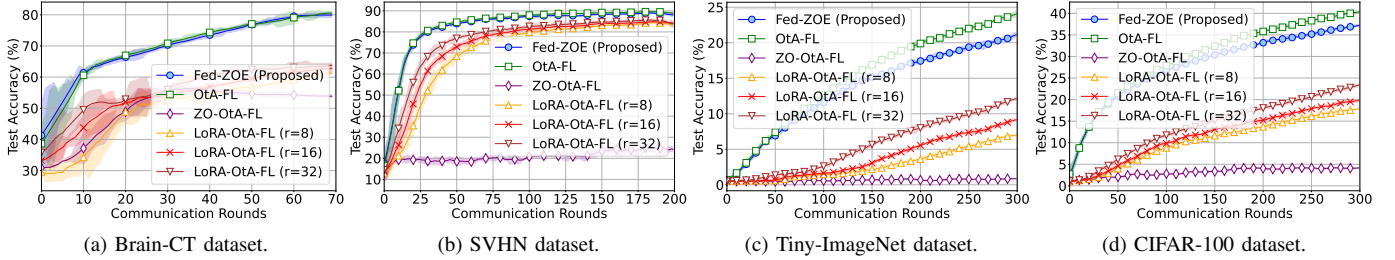 Test Accuracy (%)
80
70
60
50
40
30
0 10 20 30 40 50 60 70
Communication Rounds
Fed-ZOE (Proposed)
OtA-FL
ZO-OtA-FL
LoRA-OtA-FL (r=8)
LoRA-OtA-FL (r=16)
LoRA-OtA-FL (r=32)
(a) Brain-CT dataset.
Test Accuracy (%)
90
80
70
60
50
40
30
20
10
0 25 50 75 100 125 150 175 200
Communication Rounds
Fed-ZOE (Proposed)
OtA-FL
ZO-OtA-FL
LoRA-OtA-FL (r=8)
LoRA-OtA-FL (r=16)
LoRA-OtA-FL (r=32)
(b) SVHN dataset.
Test Accuracy (%)
25
20
15
10
5
0
0 50 100 150 200 250 300
Communication Rounds
Fed-ZOE (Proposed)
OtA-FL
ZO-OtA-FL
LoRA-OtA-FL (r=8)
LoRA-OtA-FL (r=16)
LoRA-OtA-FL (r=32)
(c) Tiny-ImageNet dataset.
Test Accuracy (%)
40
35
30
25
20
15
10
5
0
0 50 100 150 200 250 300
Communication Rounds
Fed-ZOE (Proposed)
OtA-FL
ZO-OtA-FL
LoRA-OtA-FL (r=8)
LoRA-OtA-FL (r=16)
LoRA-OtA-FL (r=32)
(d) CIFAR-100 dataset.